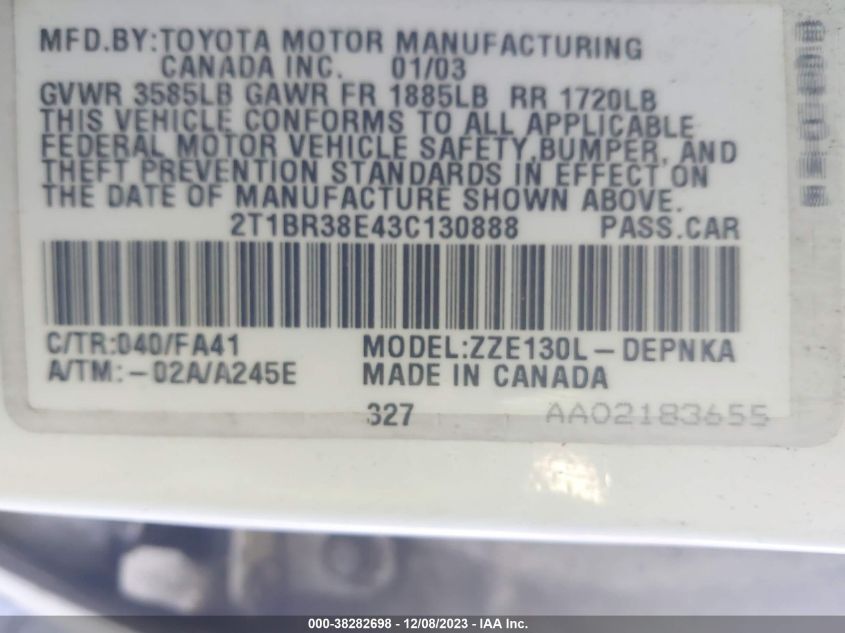 MFD.BY:TOYOTA MOTOR MANUFACTURING
CANADA INC. 01/03
GVWR 3585LB GAWR FR 1885LB RR 1720LB
THIS VEHICLE CONFORMS TO ALL APPLICABLE
FEDERAL MOTOR VEHICLE SAFETY,BUMPER, AND
THEFT PREVENTION STANDARDS IN EFFECT ON
THE DATE OF MANUFACTURE SHOWN ABOVE.
2T1BR38E43C130888 PASS.CAR
C/TR:040/FA41 MODEL:ZZE130L-DEPNKA
A/TM:-02A/A245E MADE IN CANADA
327 AA02183655
000-38282698 - 12/08/2023 - IAA Inc.